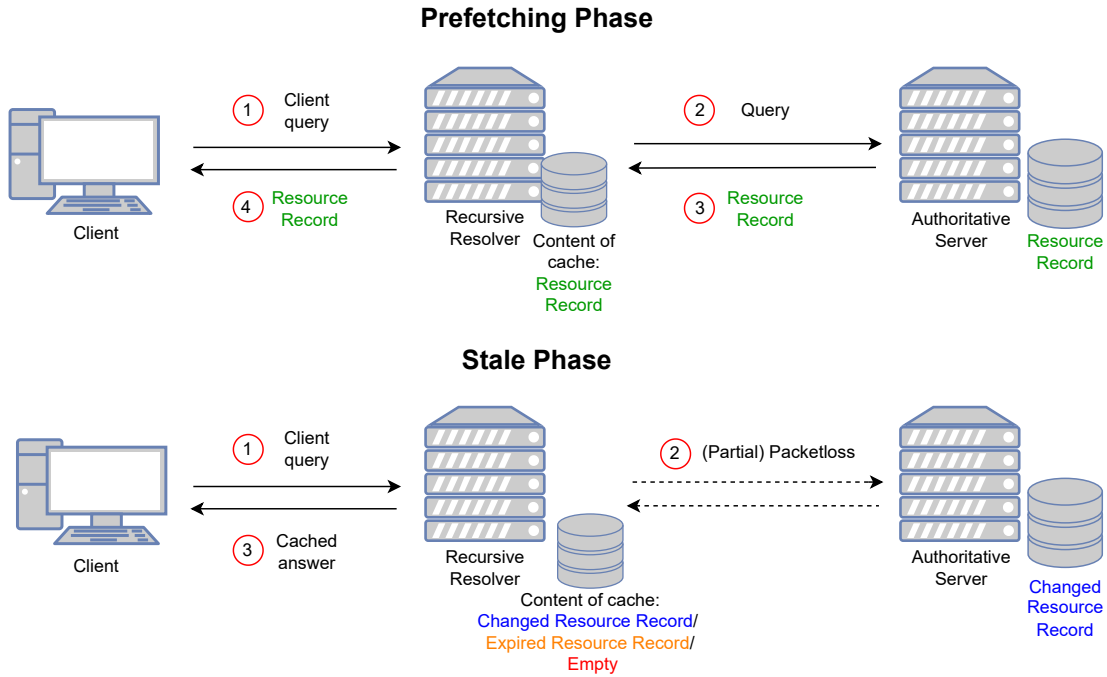 Prefetching Phase
1
Client
query
2
Query
4
Resource
Record
3
Resource
Record
Client
Recursive
Resolver
Content of
cache:
Resource
Record
Authoritative
Server
Resource
Record
Stale Phase
1
Client
query
2
(Partial) Packetloss
3
Cached
answer
Client
Recursive
Resolver
Content of cache:
Changed Resource Record/
Expired Resource Record/
Empty
Authoritative
Server
Changed
Resource
Record